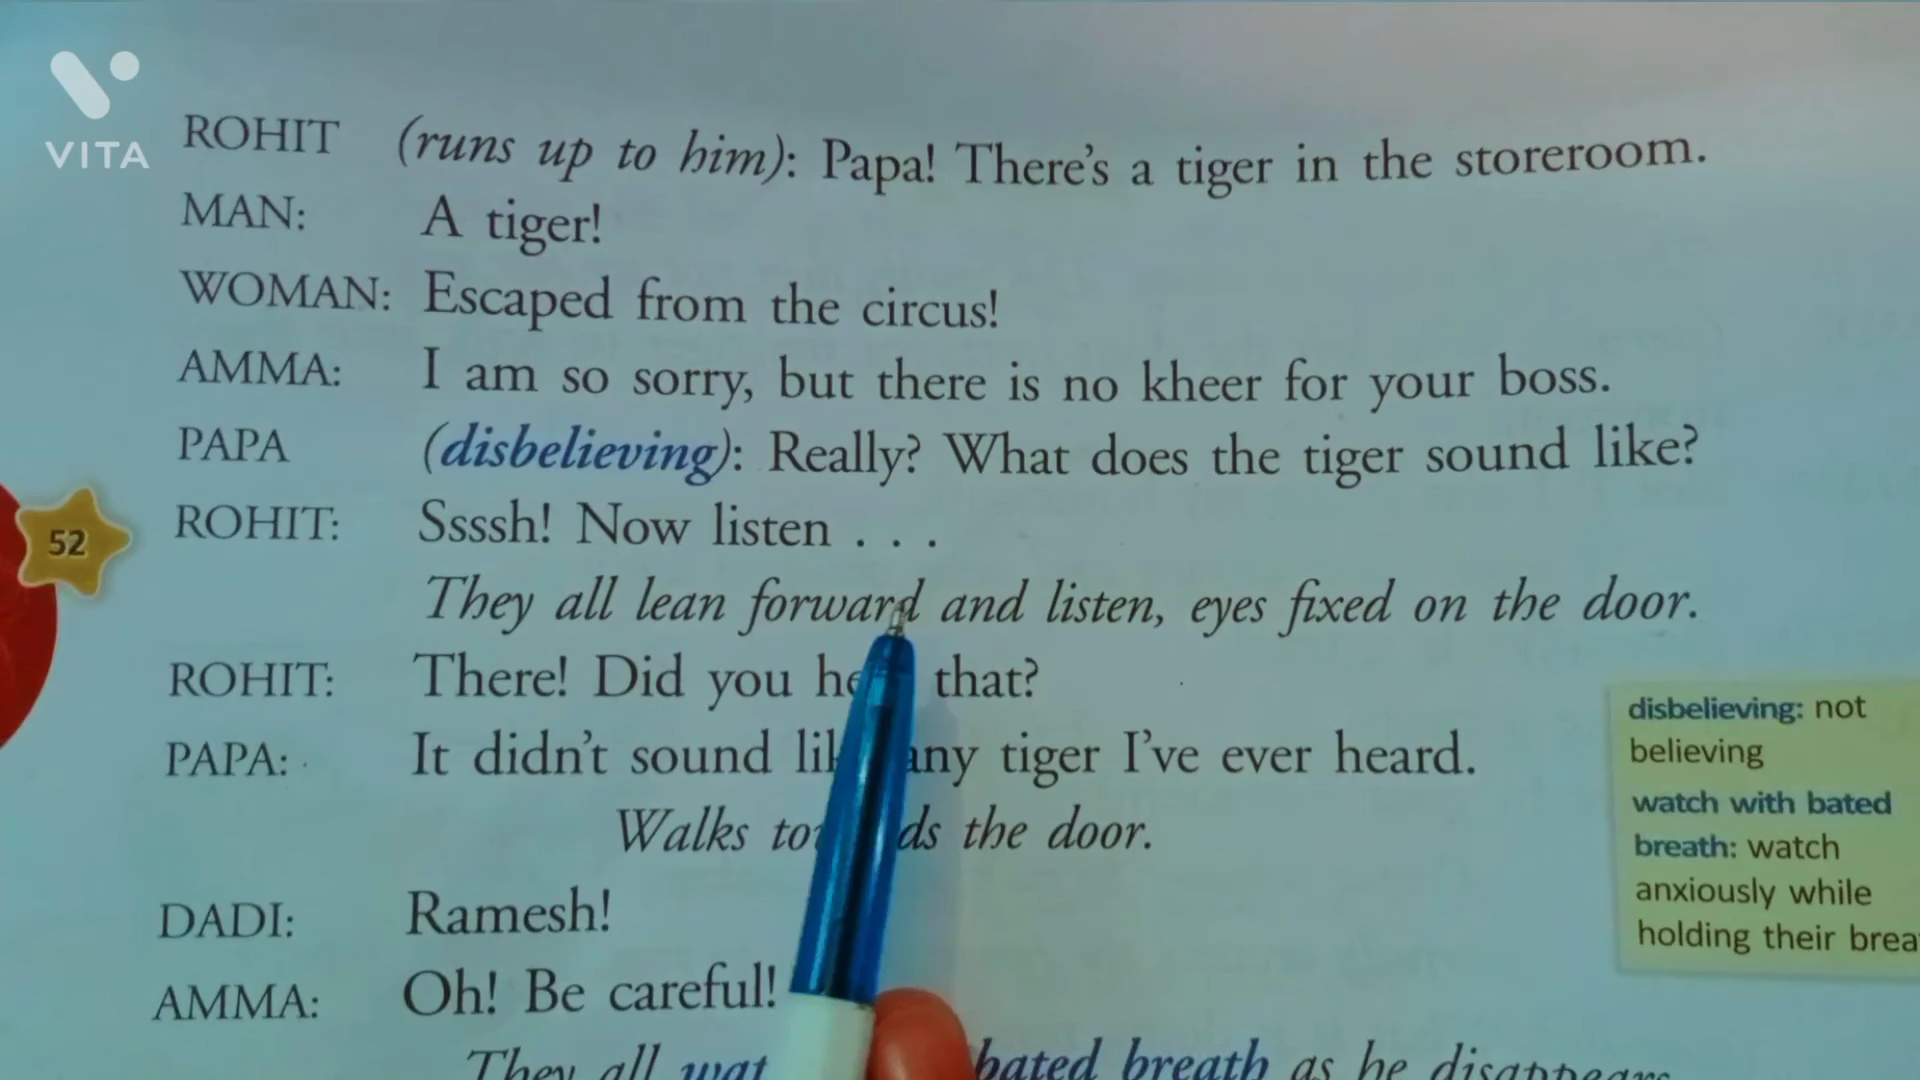 VITA
ROHIT (runs up to him): Papa! There's a tiger in the storeroom.
MAN: A tiger!
WOMAN: Escaped from the circus!
AMMA: I am so sorry, but there is no kheer for your boss.
PAPA (disbelieving): Really? What does the tiger sound like?
52
ROHIT: Ssssh! Now listen . . .
They all lean forward and listen, eyes fixed on the door.
ROHIT: There! Did you that?
PAPA: It didn't sound any tiger I've ever heard.
Walks the door.
DADI: Ramesh!
AMMA: Oh! Be careful!
They all bated breath as he disappears
disbelieving: not
believing
watch with bated
breath: watch
anxiously while
holding their